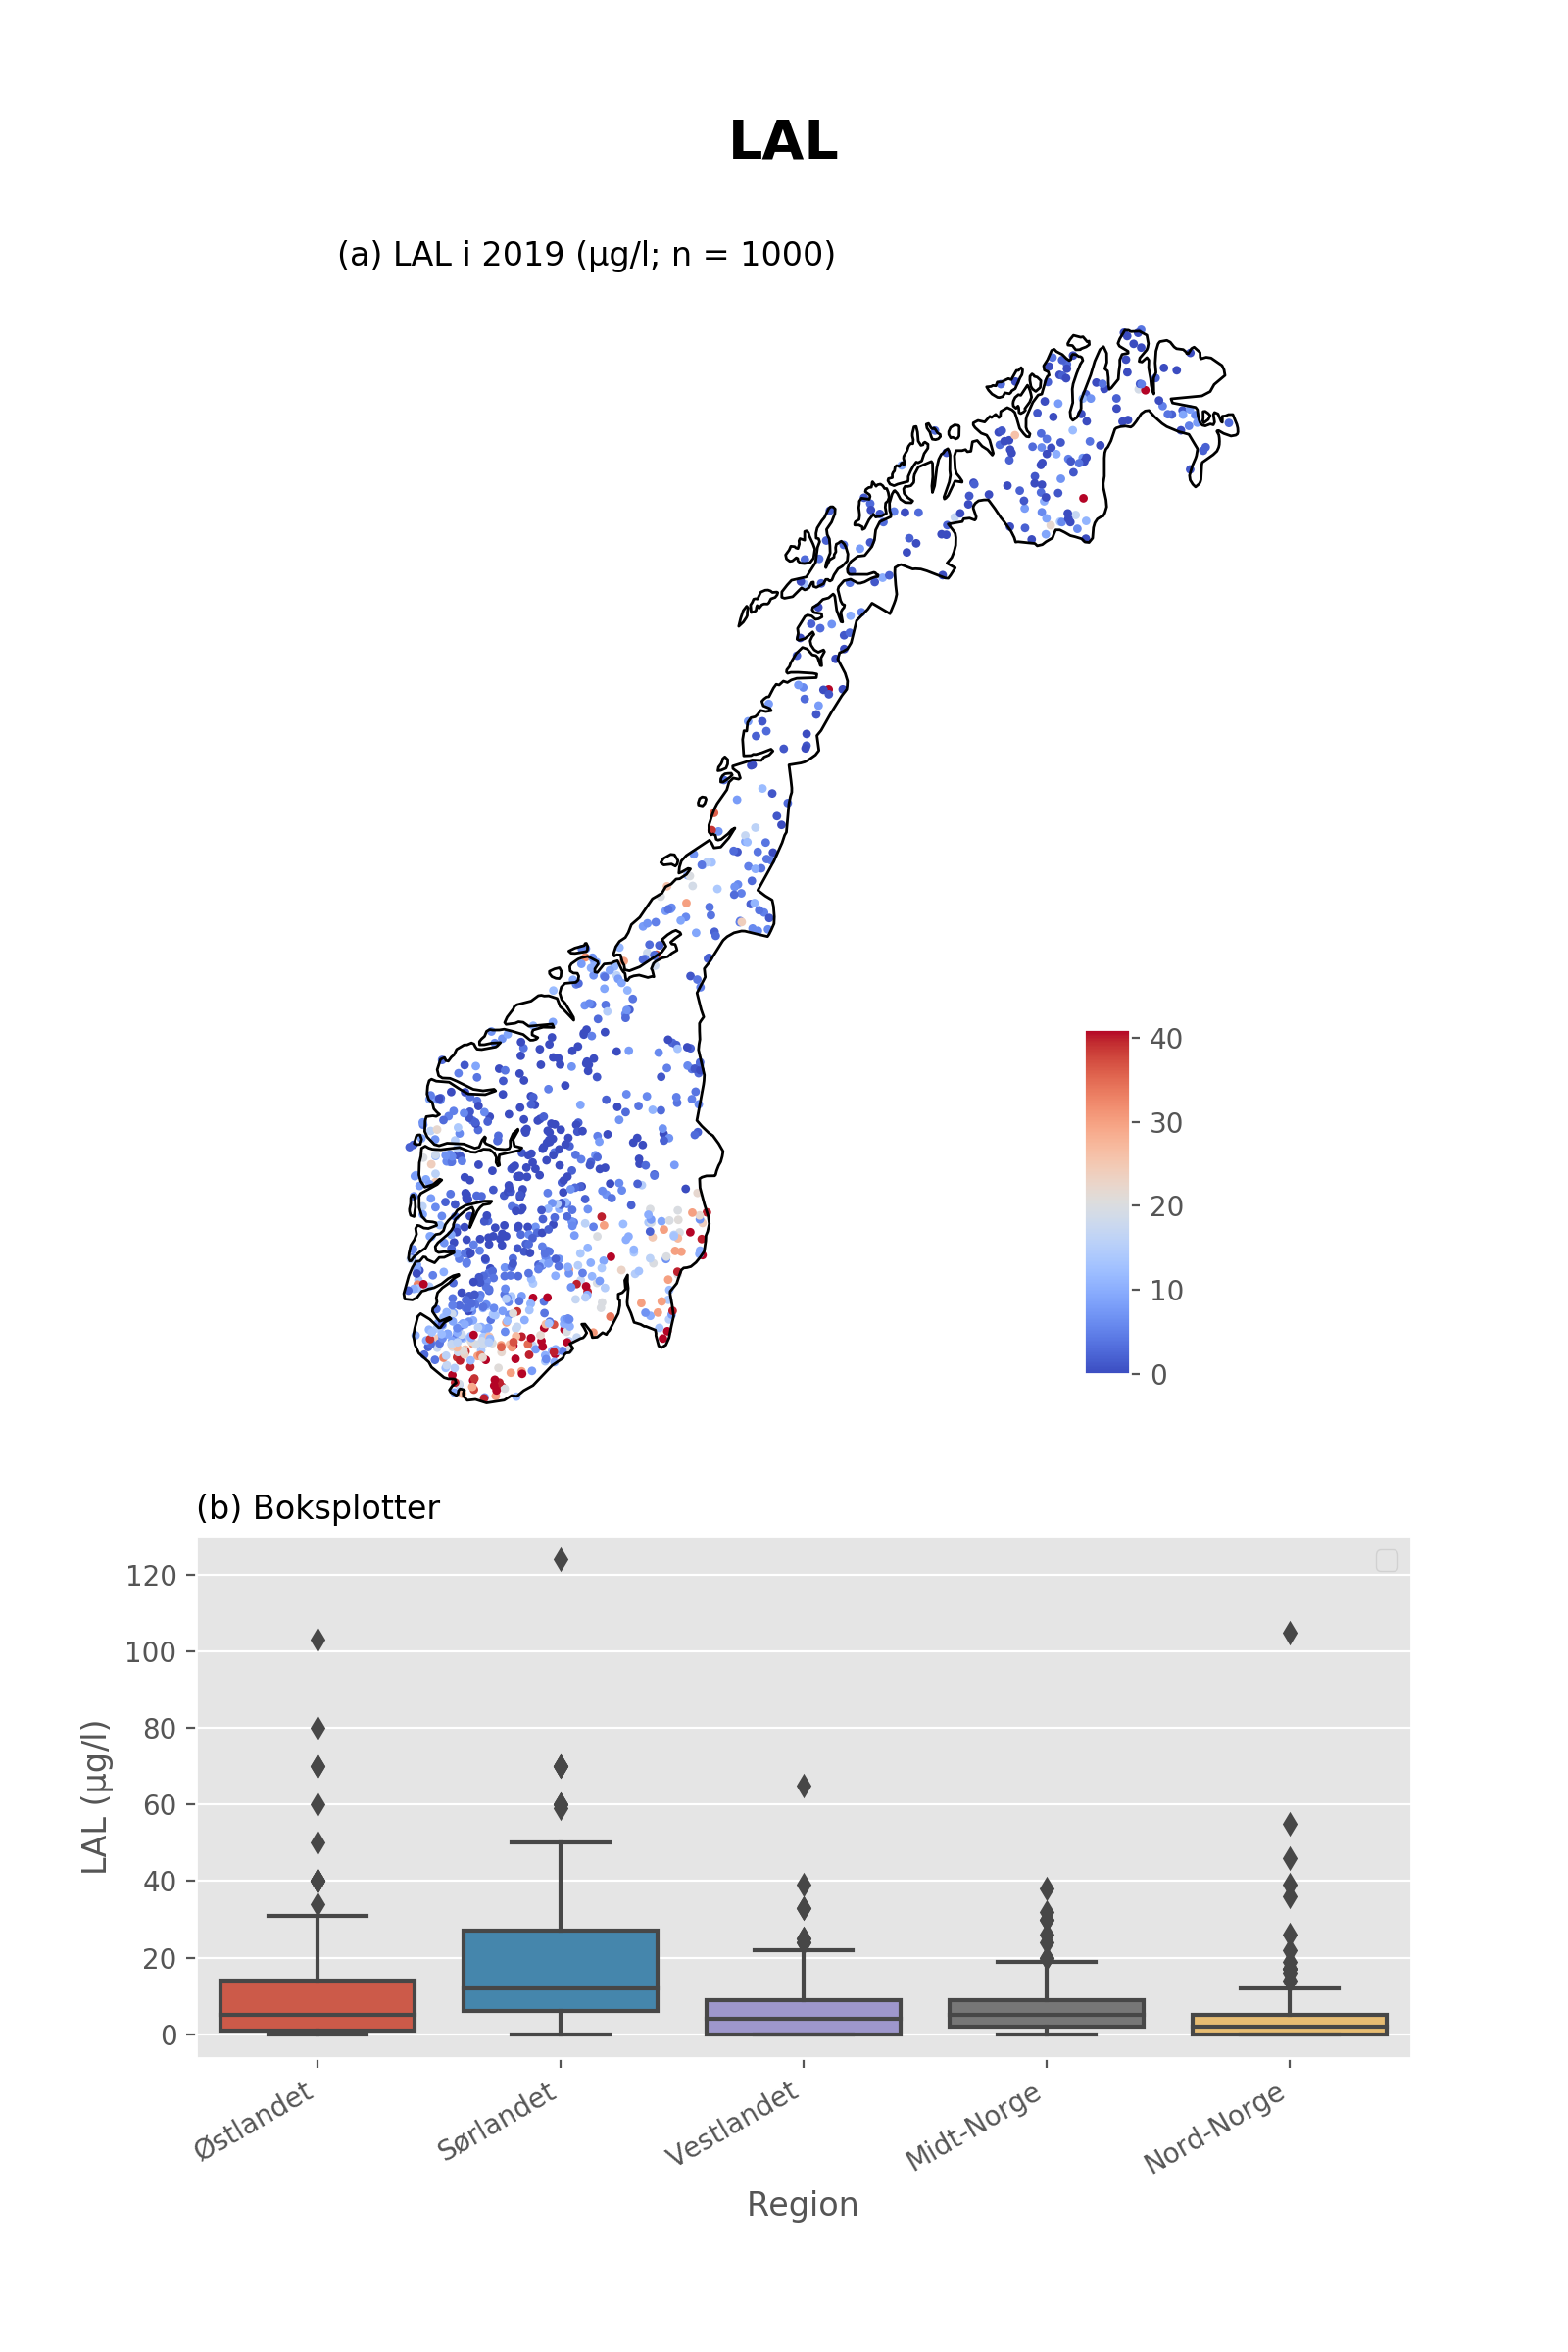 LAL
(a) LAL i 2019 (µg/l; n = 1000)
40
30
20
10
0
(b) Boksplotter
120
100
80
60
40
20
0
LAL (µg/l)
Østlandet
Sørlandet
Vestlandet
Midt-Norge
Nord-Norge
Region